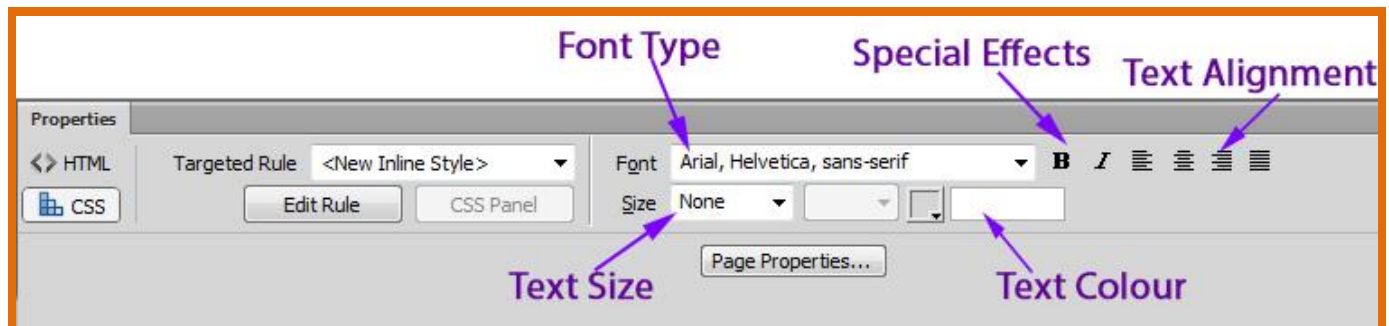 Font Type
Special Effects
Text Alignment
Properties
<> HTML Targeted Rule <New Inline Style> Font Arial, Helvetica, sans-serif B I
CSS Edit Rule CSS Panel Size None
Page Properties...
Text Size
Text Colour